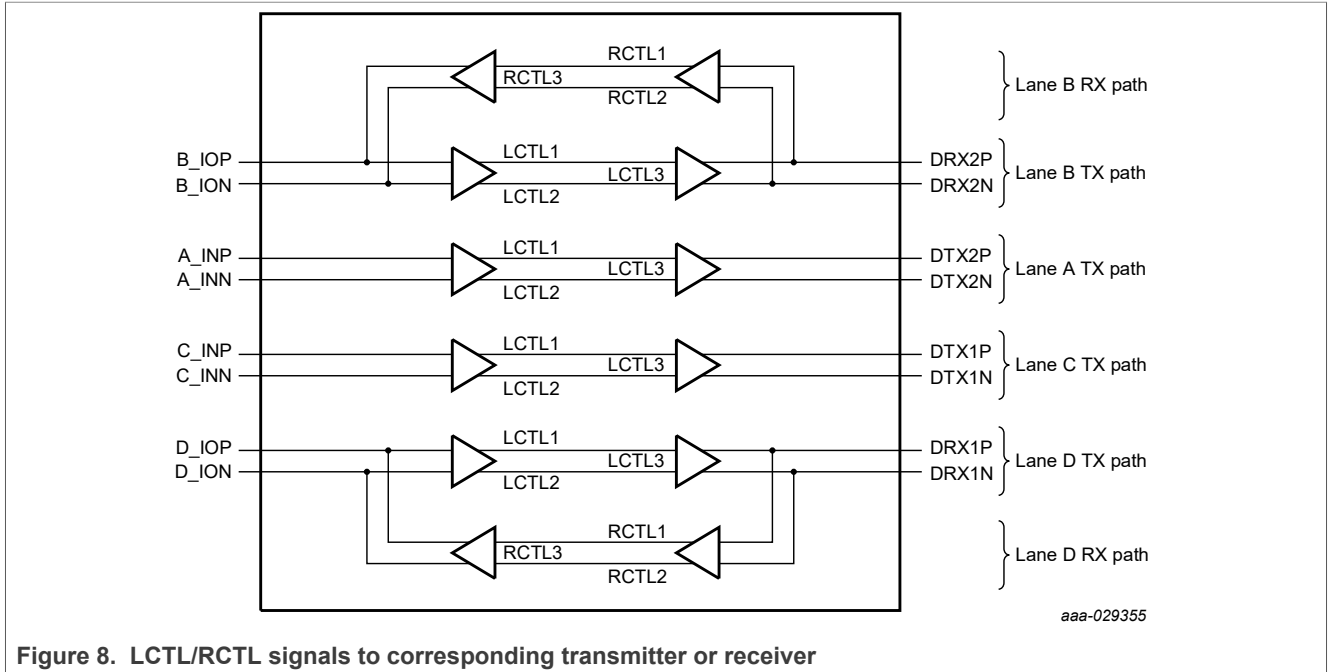 RCTL1
RCTL3
RCTL2
Lane B RX path
B_IOP
B_ION
LCTL1
LCTL3
LCTL2
DRX2P
DRX2N
Lane B TX path
A_INP
A_INN
LCTL1
LCTL3
LCTL2
DTX2P
DTX2N
Lane A TX path
C_INP
C_INN
LCTL1
LCTL3
LCTL2
DTX1P
DTX1N
Lane C TX path
D_IOP
D_ION
LCTL1
LCTL3
LCTL2
DRX1P
DRX1N
Lane D TX path
RCTL1
RCTL3
RCTL2
Lane D RX path
aaa-029355
Figure 8. LCTL/RCTL signals to corresponding transmitter or receiver